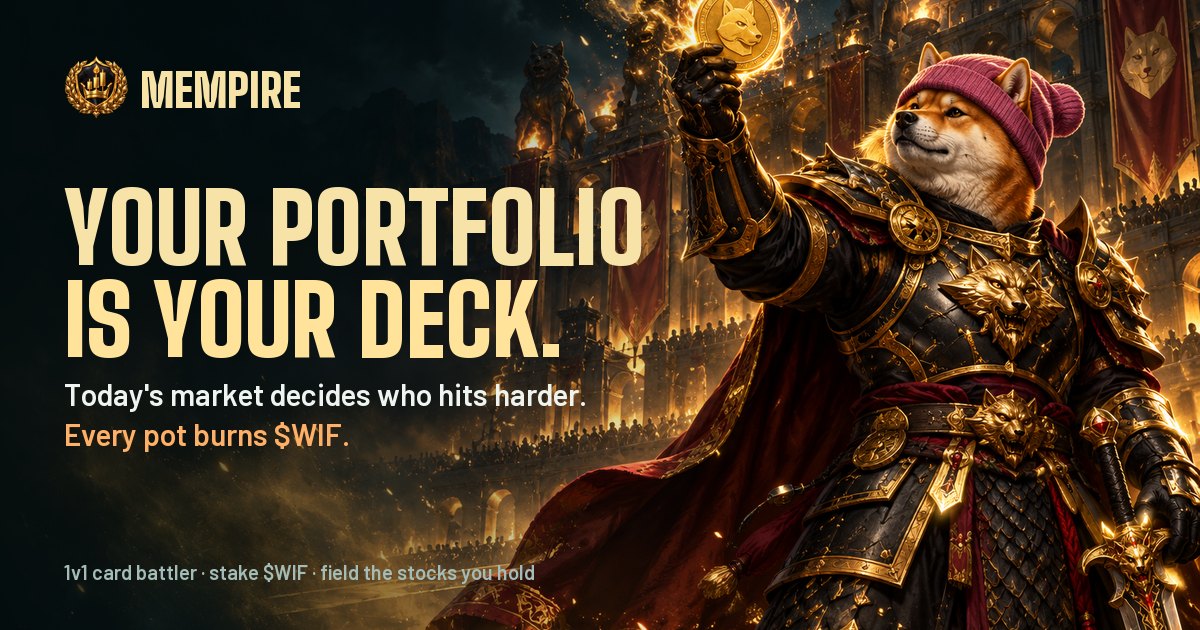 MEMPIRE
YOUR PORTFOLIO
IS YOUR DECK.
Today's market decides who hits harder.
Every pot burns $WIF.
1v1 card battler · stake $WIF · field the stocks you hold